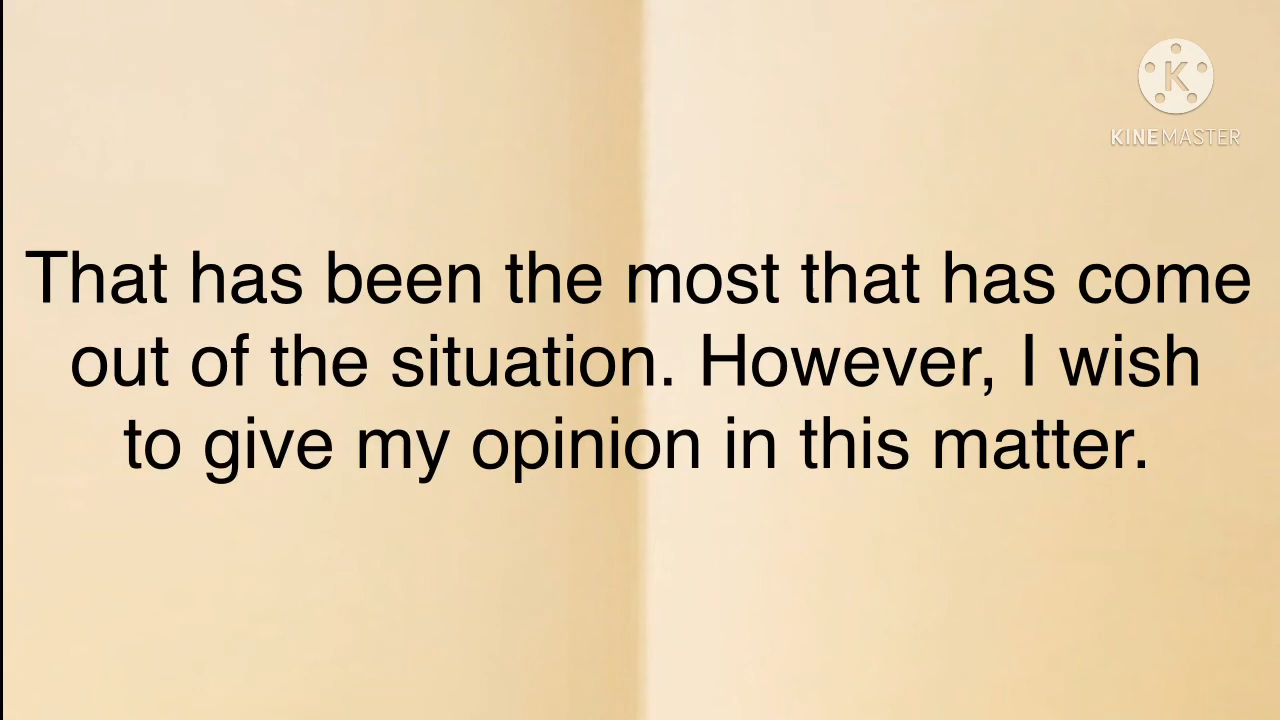 K
KINEMASTER
That has been the most that has come
out of the situation. However, I wish
to give my opinion in this matter.